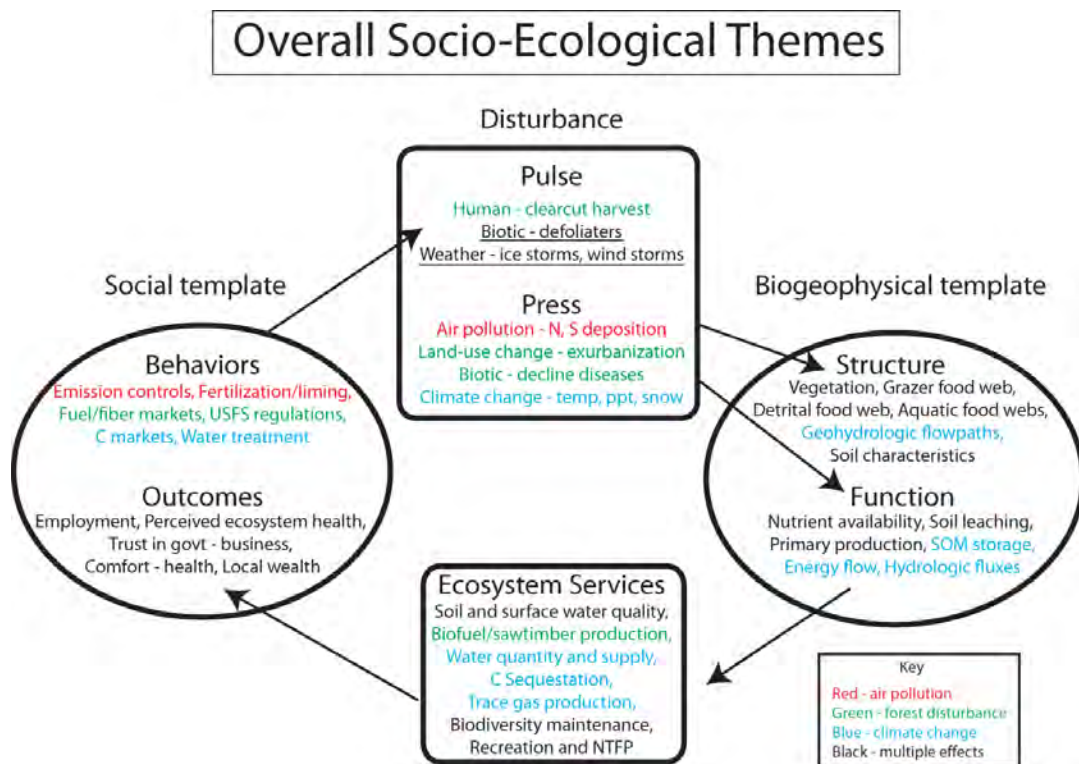 Overall Socio-Ecological Themes
Disturbance
Pulse
Human - clearcut harvest
Biotic - defoliaters
Weather - ice storms, wind storms
Press
Air pollution - N, S deposition
Land-use change - exurbanization
Biotic - decline diseases
Climate change - temp, ppt, snow
Social template
Behaviors
Emission controls, Fertilization/liming,
Fuel/fiber markets, USFS regulations,
C markets, Water treatment
Outcomes
Employment, Perceived ecosystem health,
Trust in govt - business,
Comfort - health, Local wealth
Biogeophysical template
Structure
Vegetation, Grazer food web,
Detrital food web, Aquatic food webs,
Geohydrologic flowpaths,
Soil characteristics
Function
Nutrient availability, Soil leaching,
Primary production, SOM storage,
Energy flow, Hydrologic fluxes
Ecosystem Services
Soil and surface water quality,
Biofuel/sawtimber production,
Water quantity and supply,
C Sequestration,
Trace gas production,
Biodiversity maintenance,
Recreation and NTFP
Key
Red - air pollution
Green - forest disturbance
Blue - climate change
Black - multiple effects